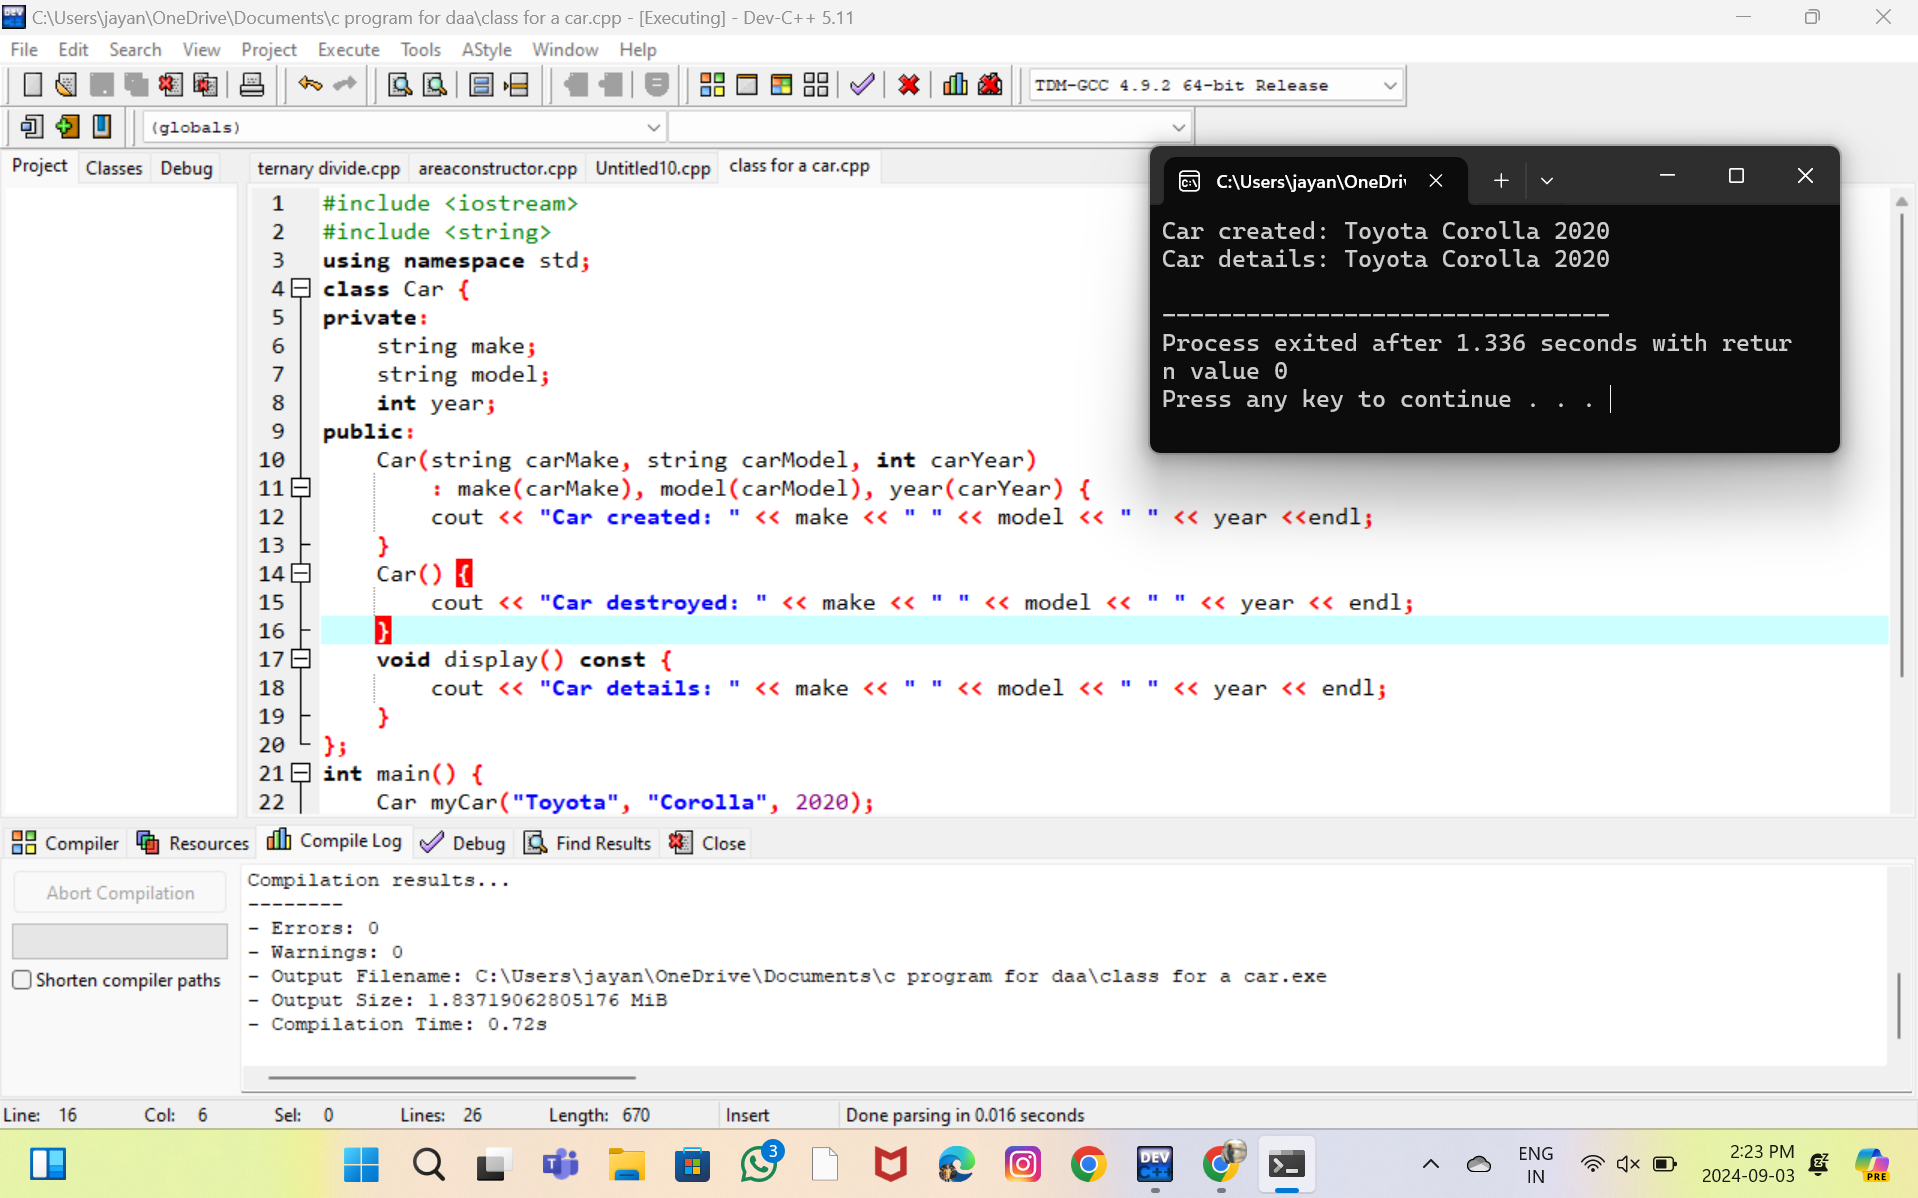 C:\Users\jayan\OneDrive\Documents\c program for daa\class for a car.cpp - [Executing] - Dev-C++ 5.11
File Edit Search View Project Execute Tools AStyle Window Help
TDM-GCC 4.9.2 64-bit Release
(globals)
Project Classes Debug
ternary divide.cpp areaconstructor.cpp Untitled10.cpp class for a car.cpp
1 #include <iostream>
2 #include <string>
3 using namespace std;
4 class Car {
5 private:
6 string make;
7 string model;
8 int year;
9 public:
10 Car(string carMake, string carModel, int carYear)
11 : make(carMake), model(carModel), year(carYear) {
12 cout << "Car created: " << make << " " << model << " " << year <<endl;
13 }
14 Car() {
15 cout << "Car destroyed: " << make << " " << model << " " << year << endl;
16 }
17 void display() const {
18 cout << "Car details: " << make << " " << model << " " << year << endl;
19 }
20 };
21 int main() {
22 Car myCar("Toyota", "Corolla", 2020);
C:\Users\jayan\OneDri
Car created: Toyota Corolla 2020
Car details: Toyota Corolla 2020
--------------------------------
Process exited after 1.336 seconds with retur
n value 0
Press any key to continue . . .
Compiler Resources Compile Log Debug Find Results Close
Abort Compilation
Shorten compiler paths
Compilation results...
--------
- Errors: 0
- Warnings: 0
- Output Filename: C:\Users\jayan\OneDrive\Documents\c program for daa\class for a car.exe
- Output Size: 1.83719062805176 MiB
- Compilation Time: 0.72s
Line: 16 Col: 6 Sel: 0 Lines: 26 Length: 670 Insert Done parsing in 0.016 seconds
3
DEV
C++
ENG
IN
2:23 PM
2024-09-03
PRE